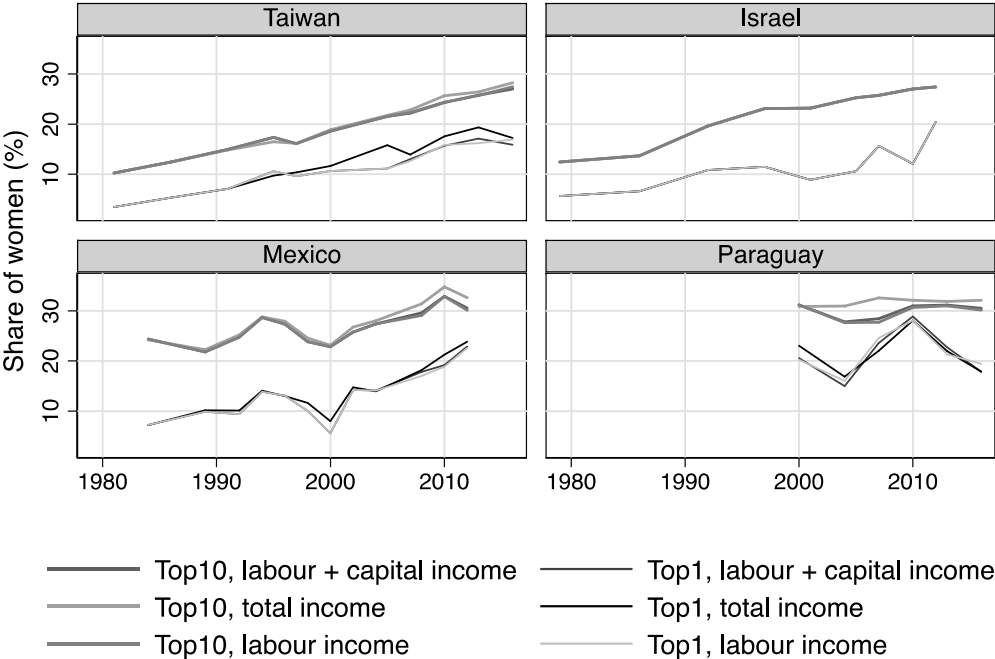 Taiwan
Israel
Share of women (%)
30
20
10
Mexico
Paraguay
30
20
10
1980 1990 2000 2010 1980 1990 2000 2010
Top10, labour + capital income Top1, labour + capital income
Top10, total income Top1, total income
Top10, labour income Top1, labour income